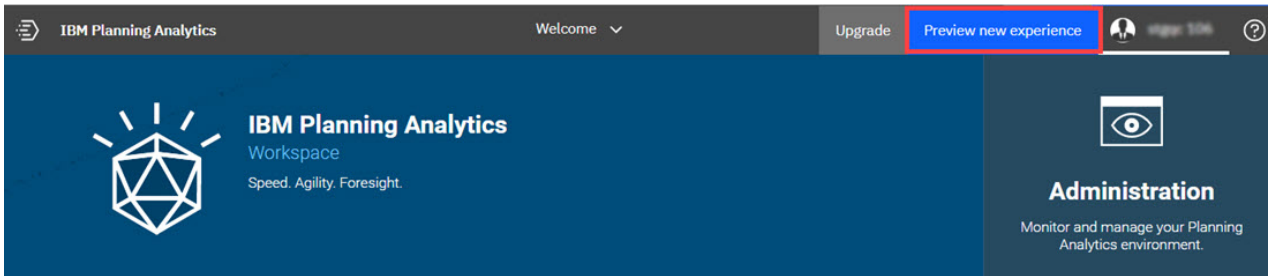 IBM Planning Analytics
Welcome
Upgrade
Preview new experience
IBM Planning Analytics
Workspace
Speed. Agility. Foresight.
Administration
Monitor and manage your Planning
Analytics environment.